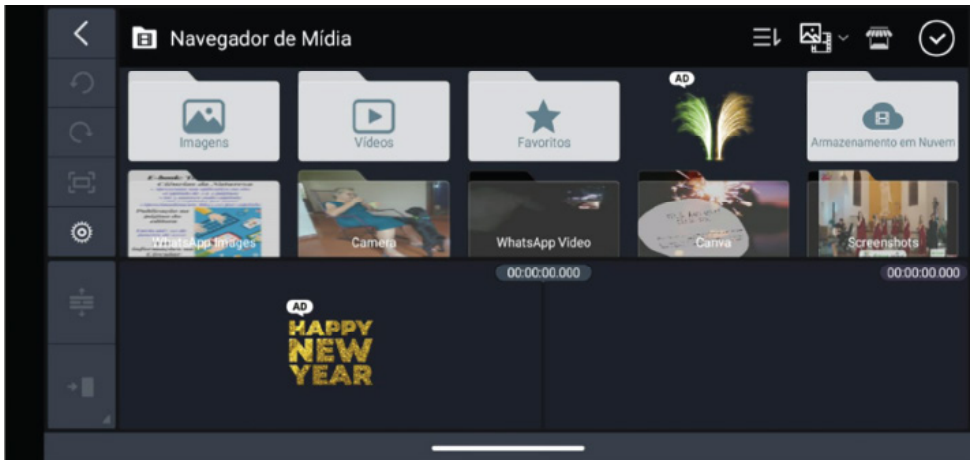 Navegador de Mídia
AD
Imagens
Vídeos
Favoritos
Armazenamento em Nuvem
WhatsApp Images
Camera
WhatsApp Video
Canva
Screenshots
00:00:00.000
00:00:00.000
AD
HAPPY
NEW
YEAR